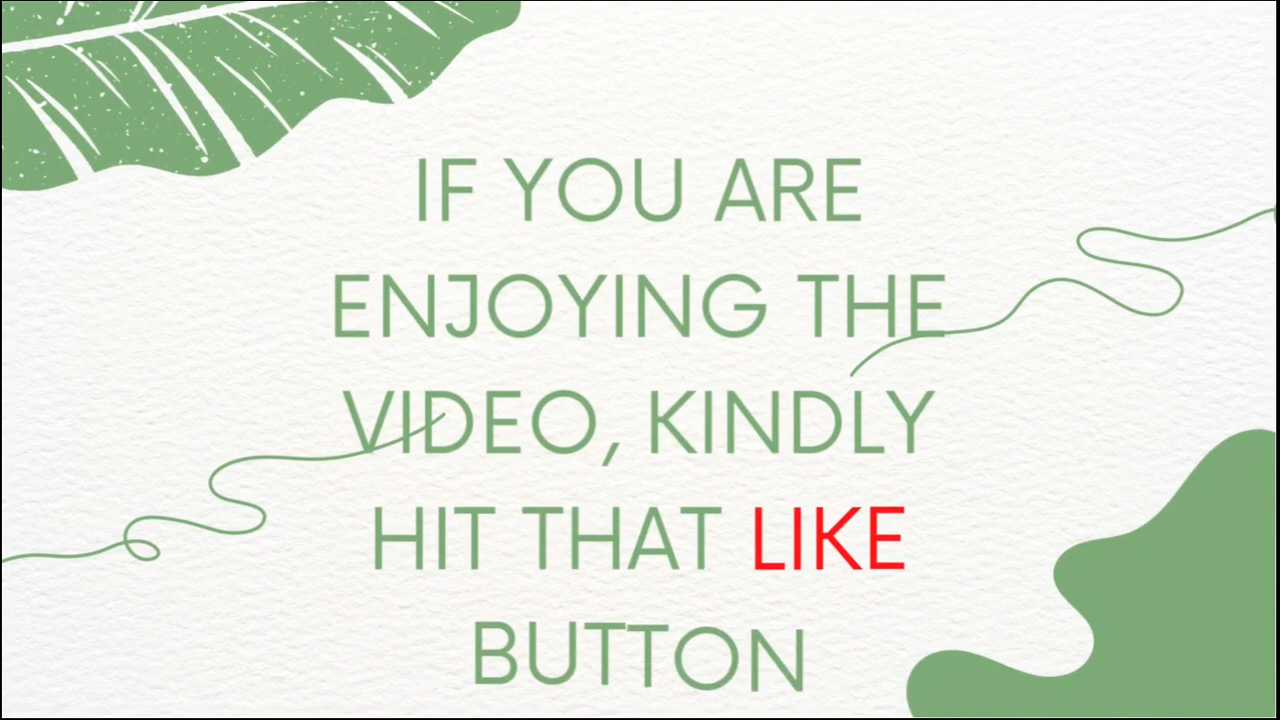 IF YOU ARE
ENJOYING THE
VIDEO, KINDLY
HIT THAT LIKE
BUTTON